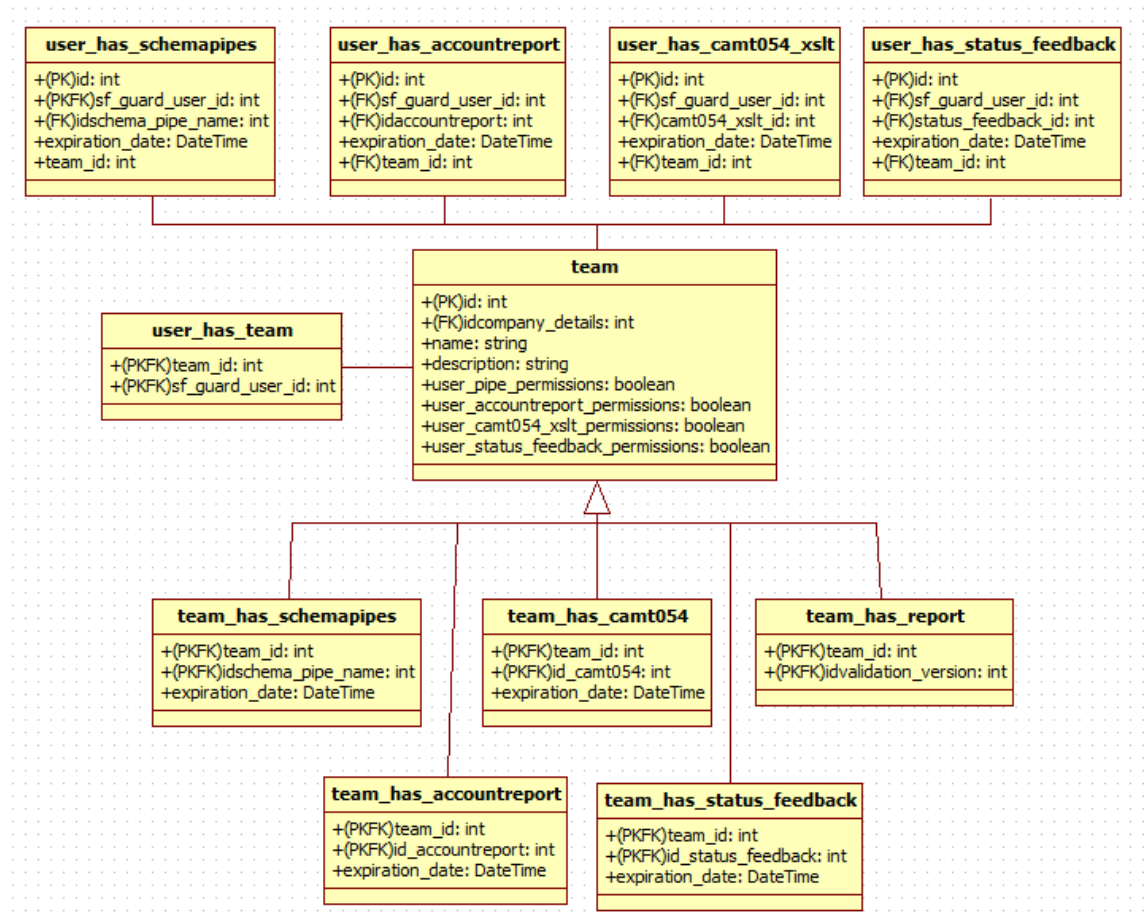 user_has_schemapipes
+(PK)id: int
+(PKFK)sf_guard_user_id: int
+(FK)idschema_pipe_name: int
+expiration_date: DateTime
+team_id: int
user_has_accountreport
+(PK)id: int
+(FK)sf_guard_user_id: int
+(FK)idaccountreport: int
+expiration_date: DateTime
+(FK)team_id: int
user_has_camt054_xslt
+(PK)id: int
+(FK)sf_guard_user_id: int
+(FK)camt054_xslt_id: int
+expiration_date: DateTime
+(FK)team_id: int
user_has_status_feedback
+(PK)id: int
+(FK)sf_guard_user_id: int
+(FK)status_feedback_id: int
+expiration_date: DateTime
+(FK)team_id: int
team
+(PK)id: int
+(FK)idcompany_details: int
+name: string
+description: string
+user_pipe_permissions: boolean
+user_accountreport_permissions: boolean
+user_camt054_xslt_permissions: boolean
+user_status_feedback_permissions: boolean
user_has_team
+(PKFK)team_id: int
+(PKFK)sf_guard_user_id: int
team_has_schemapipes
+(PKFK)team_id: int
+(PKFK)idschema_pipe_name: int
+expiration_date: DateTime
team_has_camt054
+(PKFK)team_id: int
+(PKFK)id_camt054: int
+expiration_date: DateTime
team_has_report
+(PKFK)team_id: int
+(PKFK)idvalidation_version: int
team_has_accountreport
+(PKFK)team_id: int
+(PKFK)id_accountreport: int
+expiration_date: DateTime
team_has_status_feedback
+(PKFK)team_id: int
+(PKFK)id_status_feedback: int
+expiration_date: DateTime